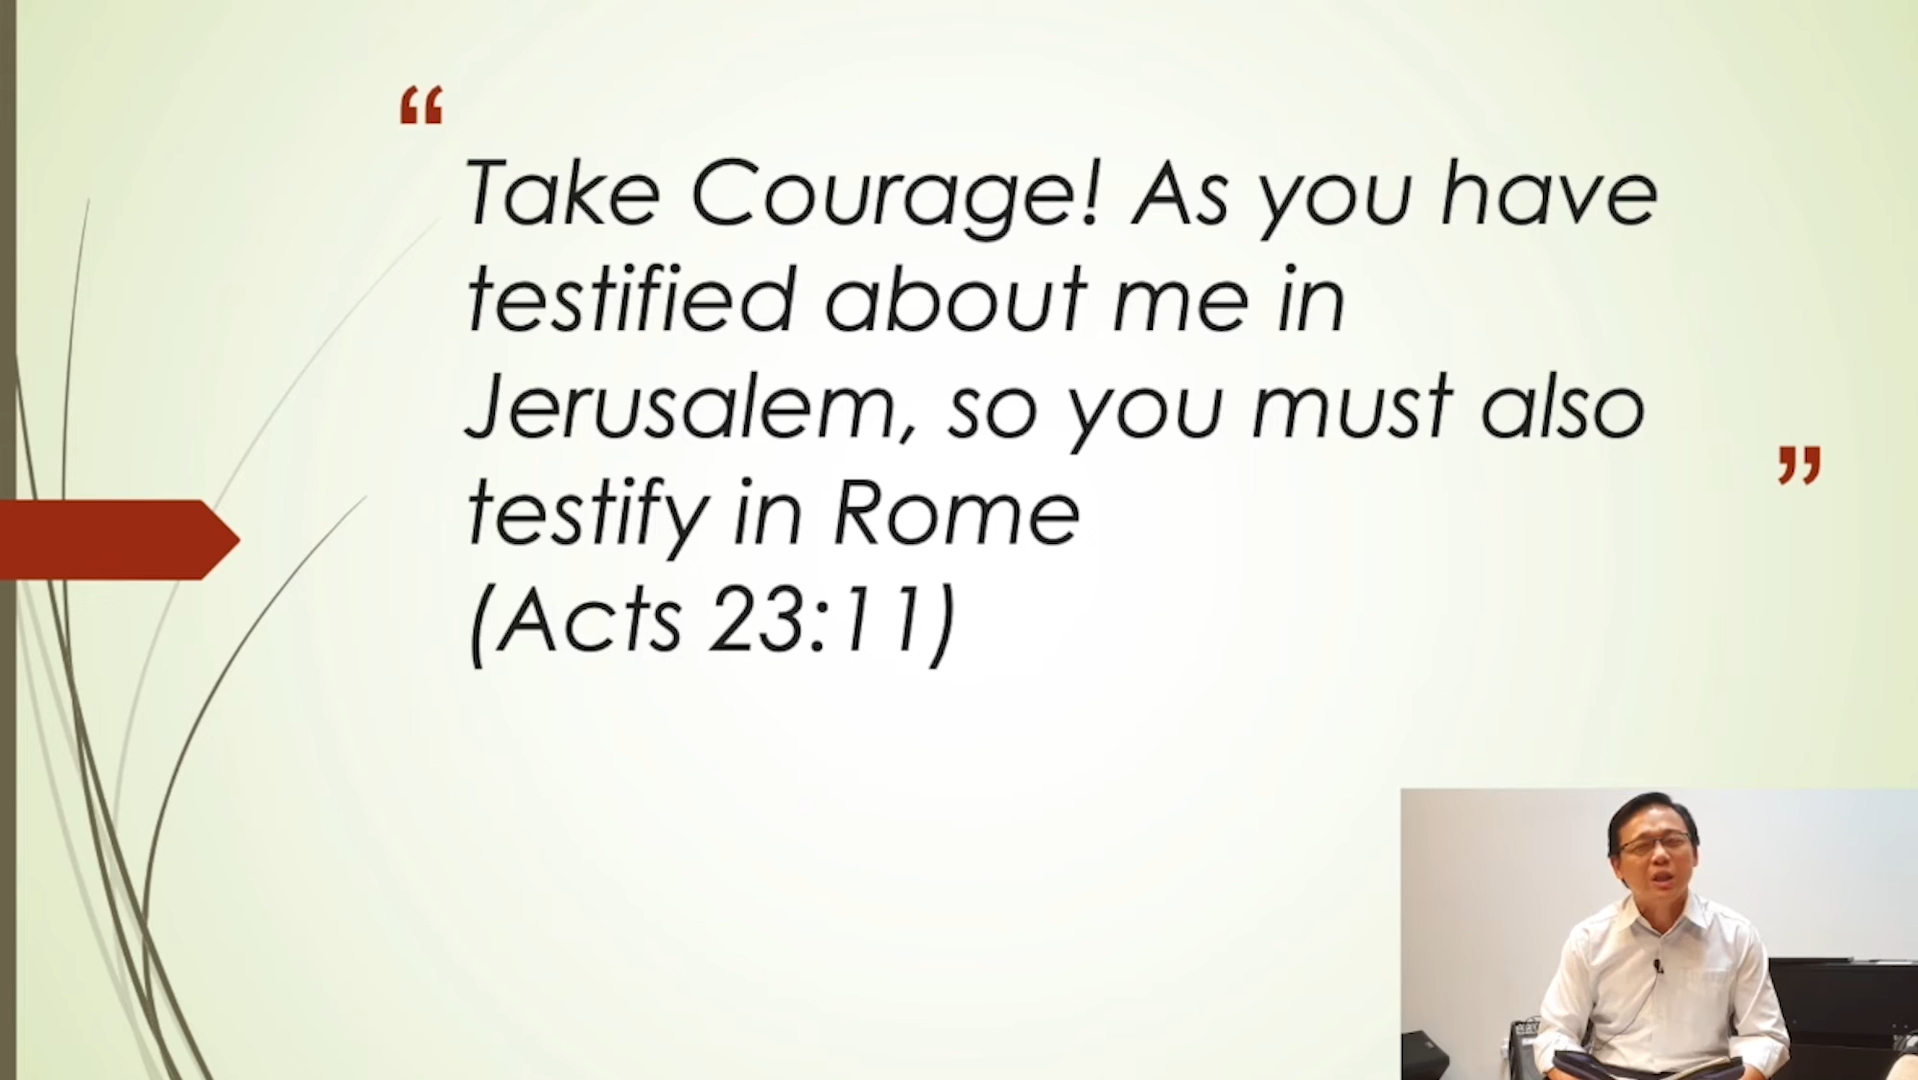 “
Take Courage! As you have
testified about me in
Jerusalem, so you must also
testify in Rome
”
(Acts 23:11)